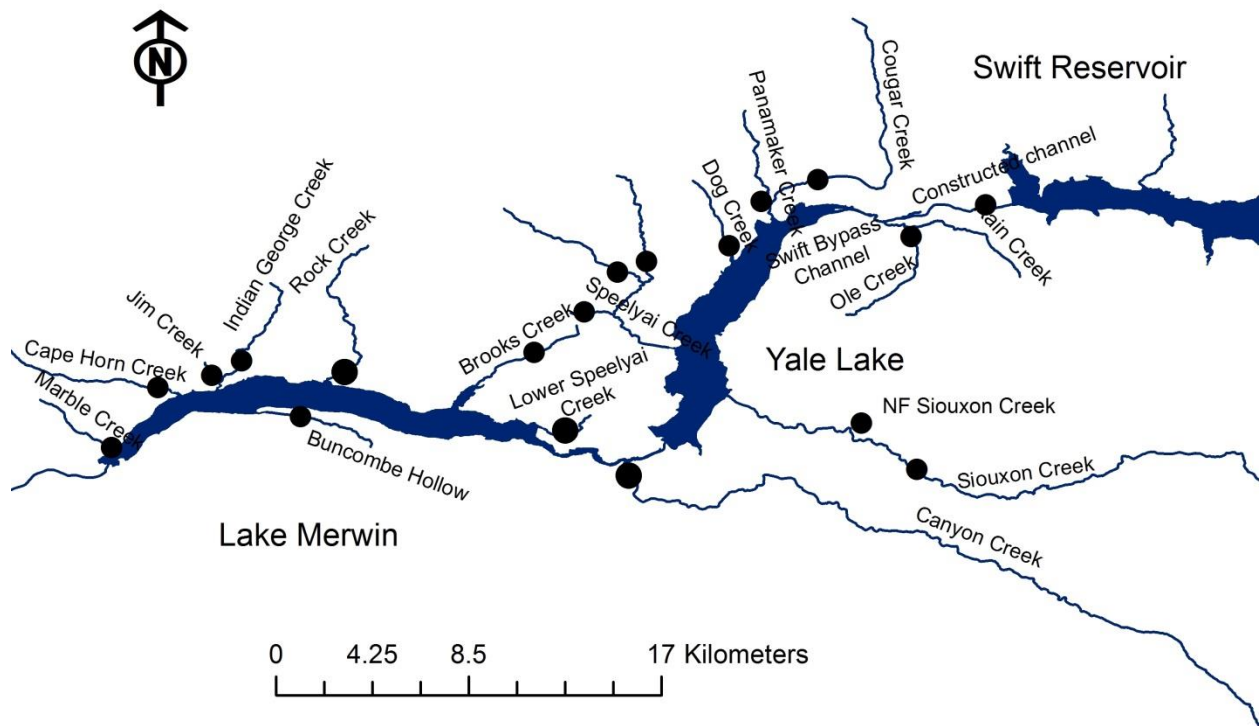 N
Swift Reservoir
Cougar Creek
Panamaker Creek
Constructed channel
Dog Creek
Swift Bypass
Channel
Rain Creek
Ole Creek
Indian George Creek
Rock Creek
Jim Creek
Cape Horn Creek
Marble Creek
Speelyai Creek
Brooks Creek
Lower Speelyai
Creek
Yale Lake
NF Siouxon Creek
Siouxon Creek
Canyon Creek
Buncombe Hollow
Lake Merwin
0 4.25 8.5 17 Kilometers